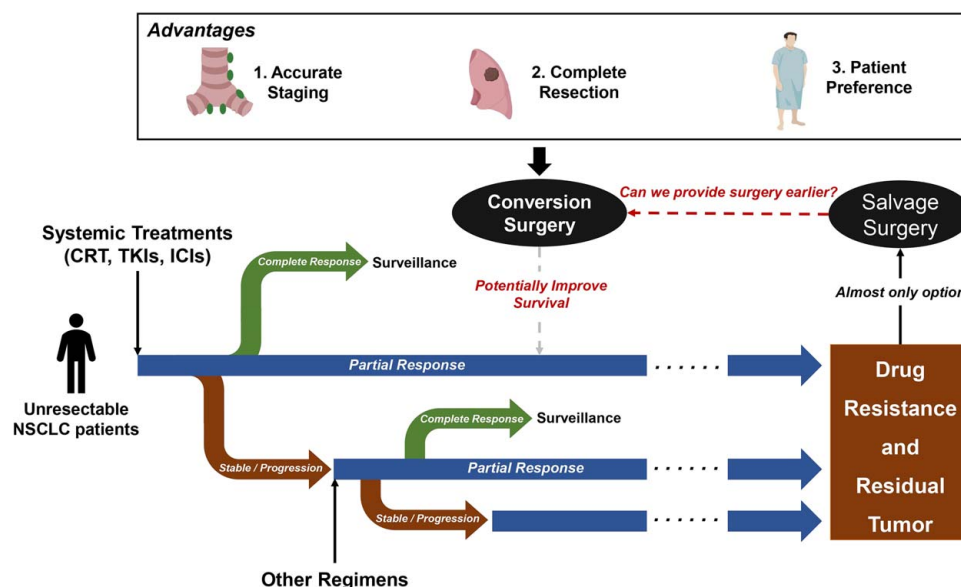 Advantages
1. Accurate
Staging
2. Complete
Resection
3. Patient
Preference
Conversion
Surgery
Can we provide surgery earlier?
Salvage
Surgery
Systemic Treatments
(CRT, TKIs, ICIs)
Complete Response
Surveillance
Potentially Improve
Survival
Almost only option
Unresectable
NSCLC patients
Partial Response
· · · · · ·
Drug
Resistance
and
Residual
Tumor
Stable / Progression
Complete Response
Surveillance
Partial Response
· · · · · ·
Stable / Progression
· · · · · ·
Other Regimens